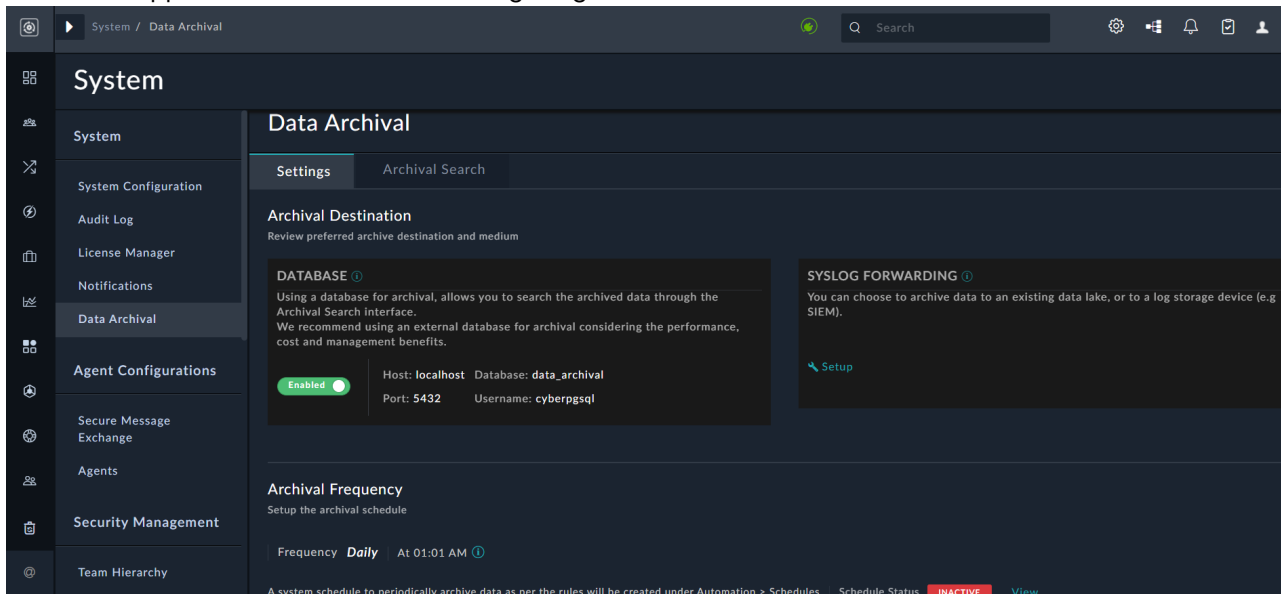 System / Data Archival
Search
System
System
System Configuration
Audit Log
License Manager
Notifications
Data Archival
Agent Configurations
Secure Message
Exchange
Agents
Security Management
Team Hierarchy
Data Archival
Settings
Archival Search
Archival Destination
Review preferred archive destination and medium
DATABASE
Using a database for archival, allows you to search the archived data through the
Archival Search interface.
We recommend using an external database for archival considering the performance,
cost and management benefits.
Enabled
Host: localhost Database: data_archival
Port: 5432 Username: cyberpgsql
SYSLOG FORWARDING
You can choose to archive data to an existing data lake, or to a log storage device (e.g
SIEM).
Setup
Archival Frequency
Setup the archival schedule
Frequency Daily At 01:01 AM
A system schedule to periodically archive data as per the rules will be created under Automation > Schedules Schedule Status INACTIVE View